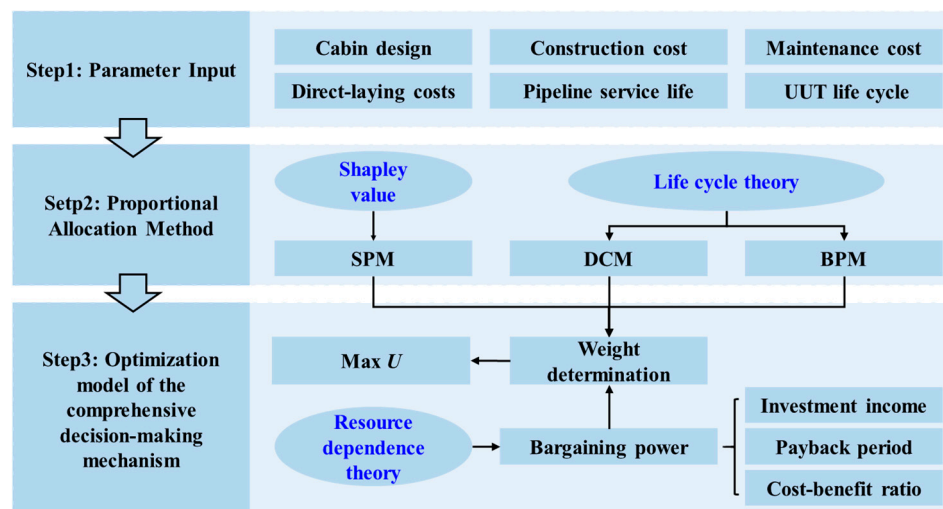 Step1: Parameter Input
Cabin design
Construction cost
Maintenance cost
Direct-laying costs
Pipeline service life
UUT life cycle
Setp2: Proportional
Allocation Method
Shapley
value
Life cycle theory
SPM
DCM
BPM
Step3: Optimization
model of the
comprehensive
decision-making
mechanism
Max U
Weight
determination
Resource
dependence
theory
Bargaining power
Investment income
Payback period
Cost-benefit ratio